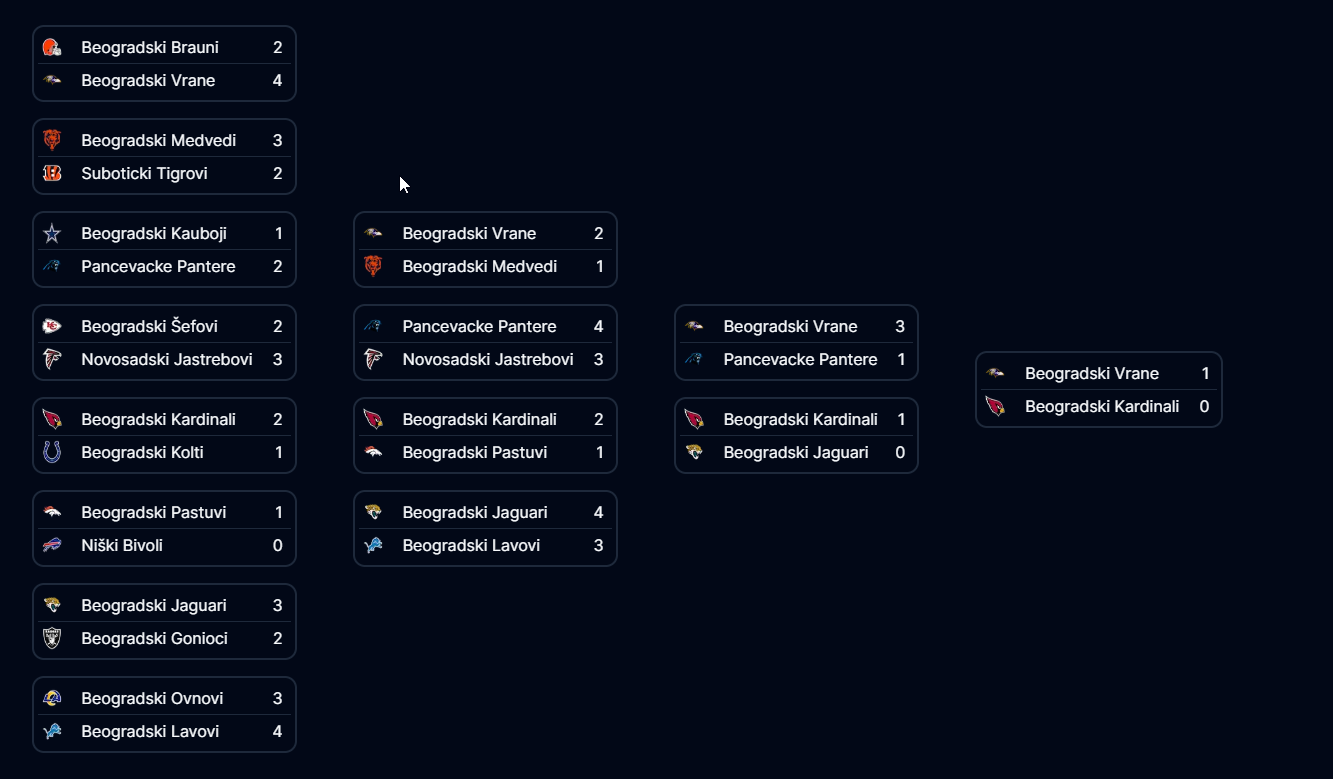 Beogradski Brauni 2
Beogradski Vrane 4
Beogradski Medvedi 3
Suboticki Tigrovi 2
Beogradski Kauboji 1
Pancevacke Pantere 2
Beogradski Šefovi 2
Novosadski Jastrebovi 3
Beogradski Kardinali 2
Beogradski Kolti 1
Beogradski Pastuvi 1
Niški Bivoli 0
Beogradski Jaguari 3
Beogradski Gonioci 2
Beogradski Ovnovi 3
Beogradski Lavovi 4
Beogradski Vrane 2
Beogradski Medvedi 1
Pancevacke Pantere 4
Novosadski Jastrebovi 3
Beogradski Kardinali 2
Beogradski Pastuvi 1
Beogradski Jaguari 4
Beogradski Lavovi 3
Beogradski Vrane 3
Pancevacke Pantere 1
Beogradski Kardinali 1
Beogradski Jaguari 0
Beogradski Vrane 1
Beogradski Kardinali 0